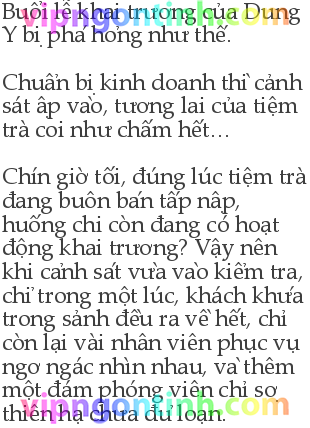 Buổi lễ khai trương của Dung
Y bị phá hỏng như thế.
Chuẩn bị kinh doanh thì cảnh
sát ập vào, tương lai của tiệm
trà coi như chấm hết...
Chín giờ tối, đúng lúc tiệm trà
đang buôn bán tấp nập,
huống chi còn đang có hoạt
động khai trương? Vậy nên
khi cảnh sát vừa vào kiểm tra,
chỉ trong một lúc, khách khứa
trong sảnh đều ra về hết, chỉ
còn lại vài nhân viên phục vụ
ngơ ngác nhìn nhau, và thêm
một đám phóng viên chỉ sợ
thiên hạ chưa đủ loạn.
vipngontinh.com
vipngontinh.com